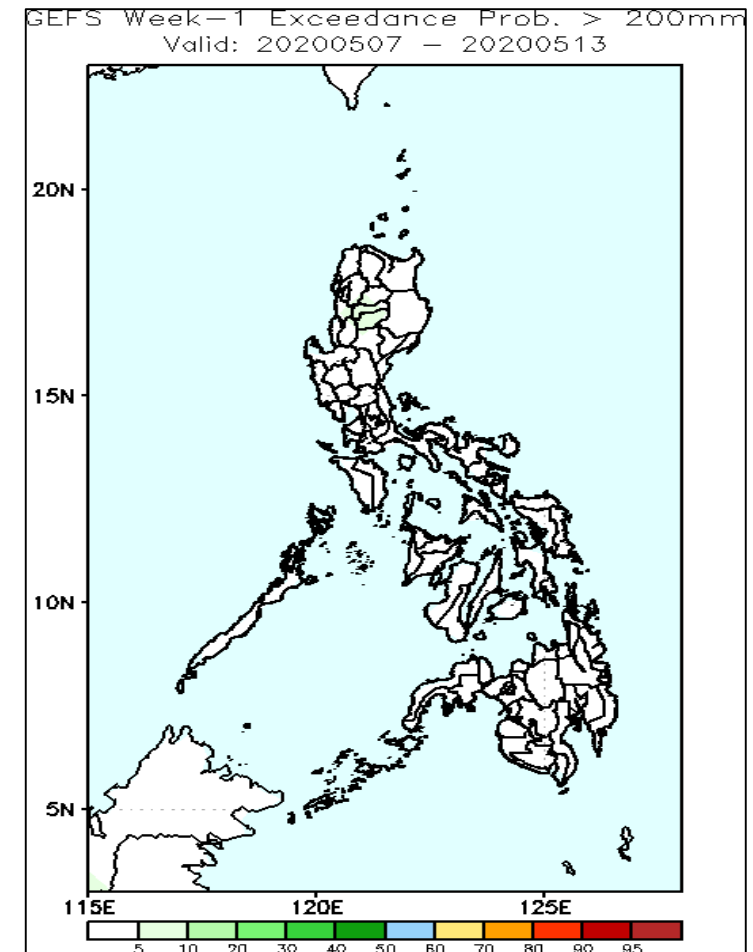 GEFS Week-1 Exceedance Prob. > 200mm
Valid: 20200507 - 20200513
20N
15N
10N
5N
115E 120E 125E
5 10 20 30 40 50 60 70 80 90 95